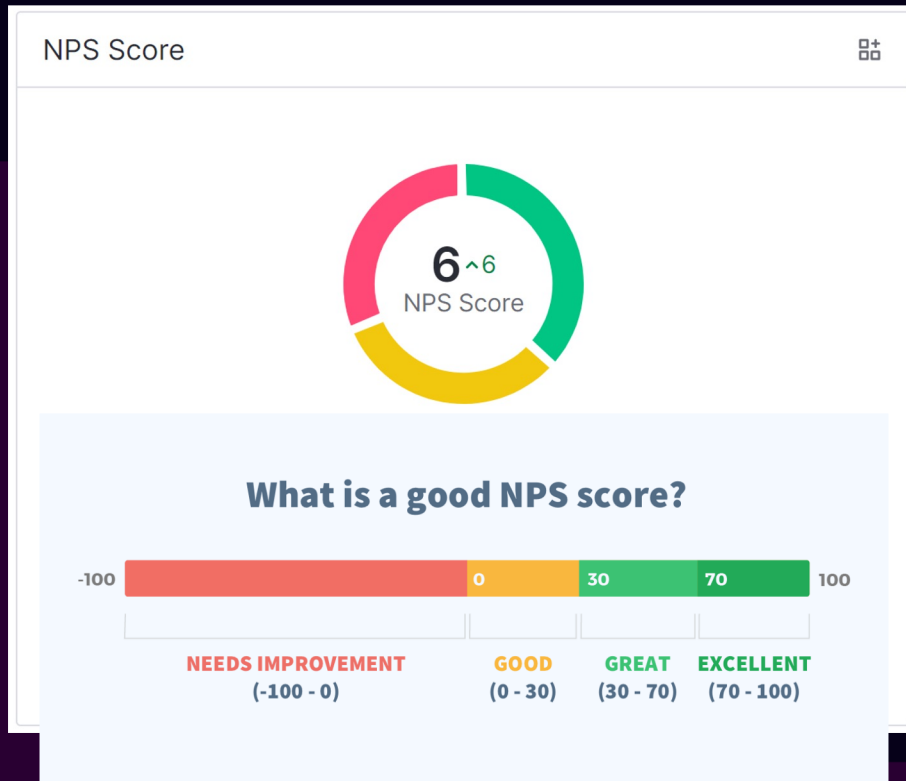 NPS Score
6 ^6
NPS Score
What is a good NPS score?
-100 0 30 70 100
NEEDS IMPROVEMENT GOOD GREAT EXCELLENT
(-100 - 0) (0 - 30) (30 - 70) (70 - 100)